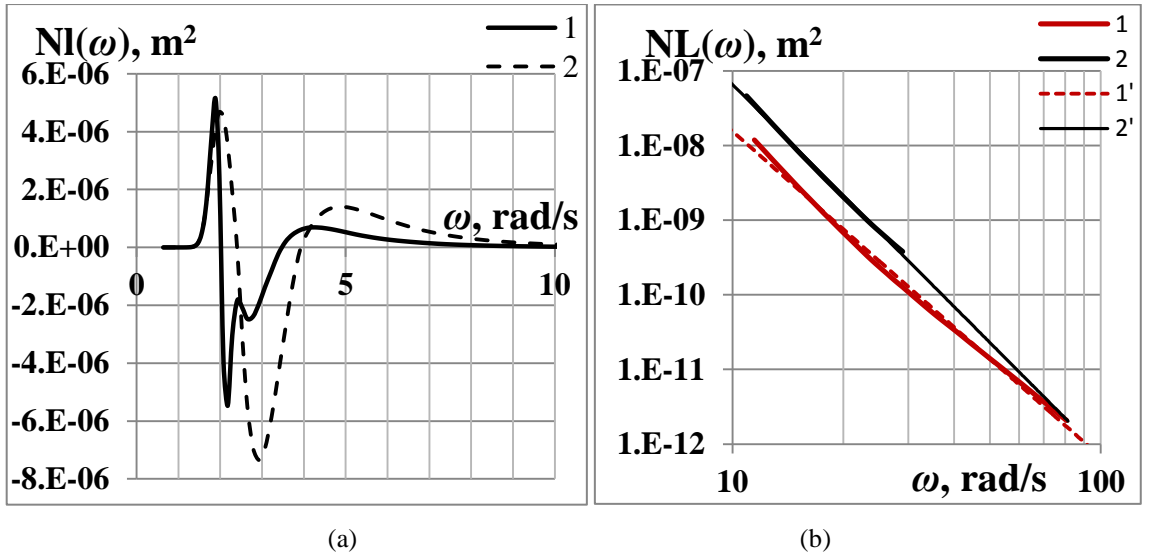 Nl(ω), m²
1
2
6.E-06
4.E-06
2.E-06
0.E+00
-2.E-06
-4.E-06
-6.E-06
-8.E-06
ω, rad/s
0
5
10
(a)
NL(ω), m²
1
2
1'
2'
1.E-07
1.E-08
1.E-09
1.E-10
1.E-11
1.E-12
10
ω, rad/s
100
(b)